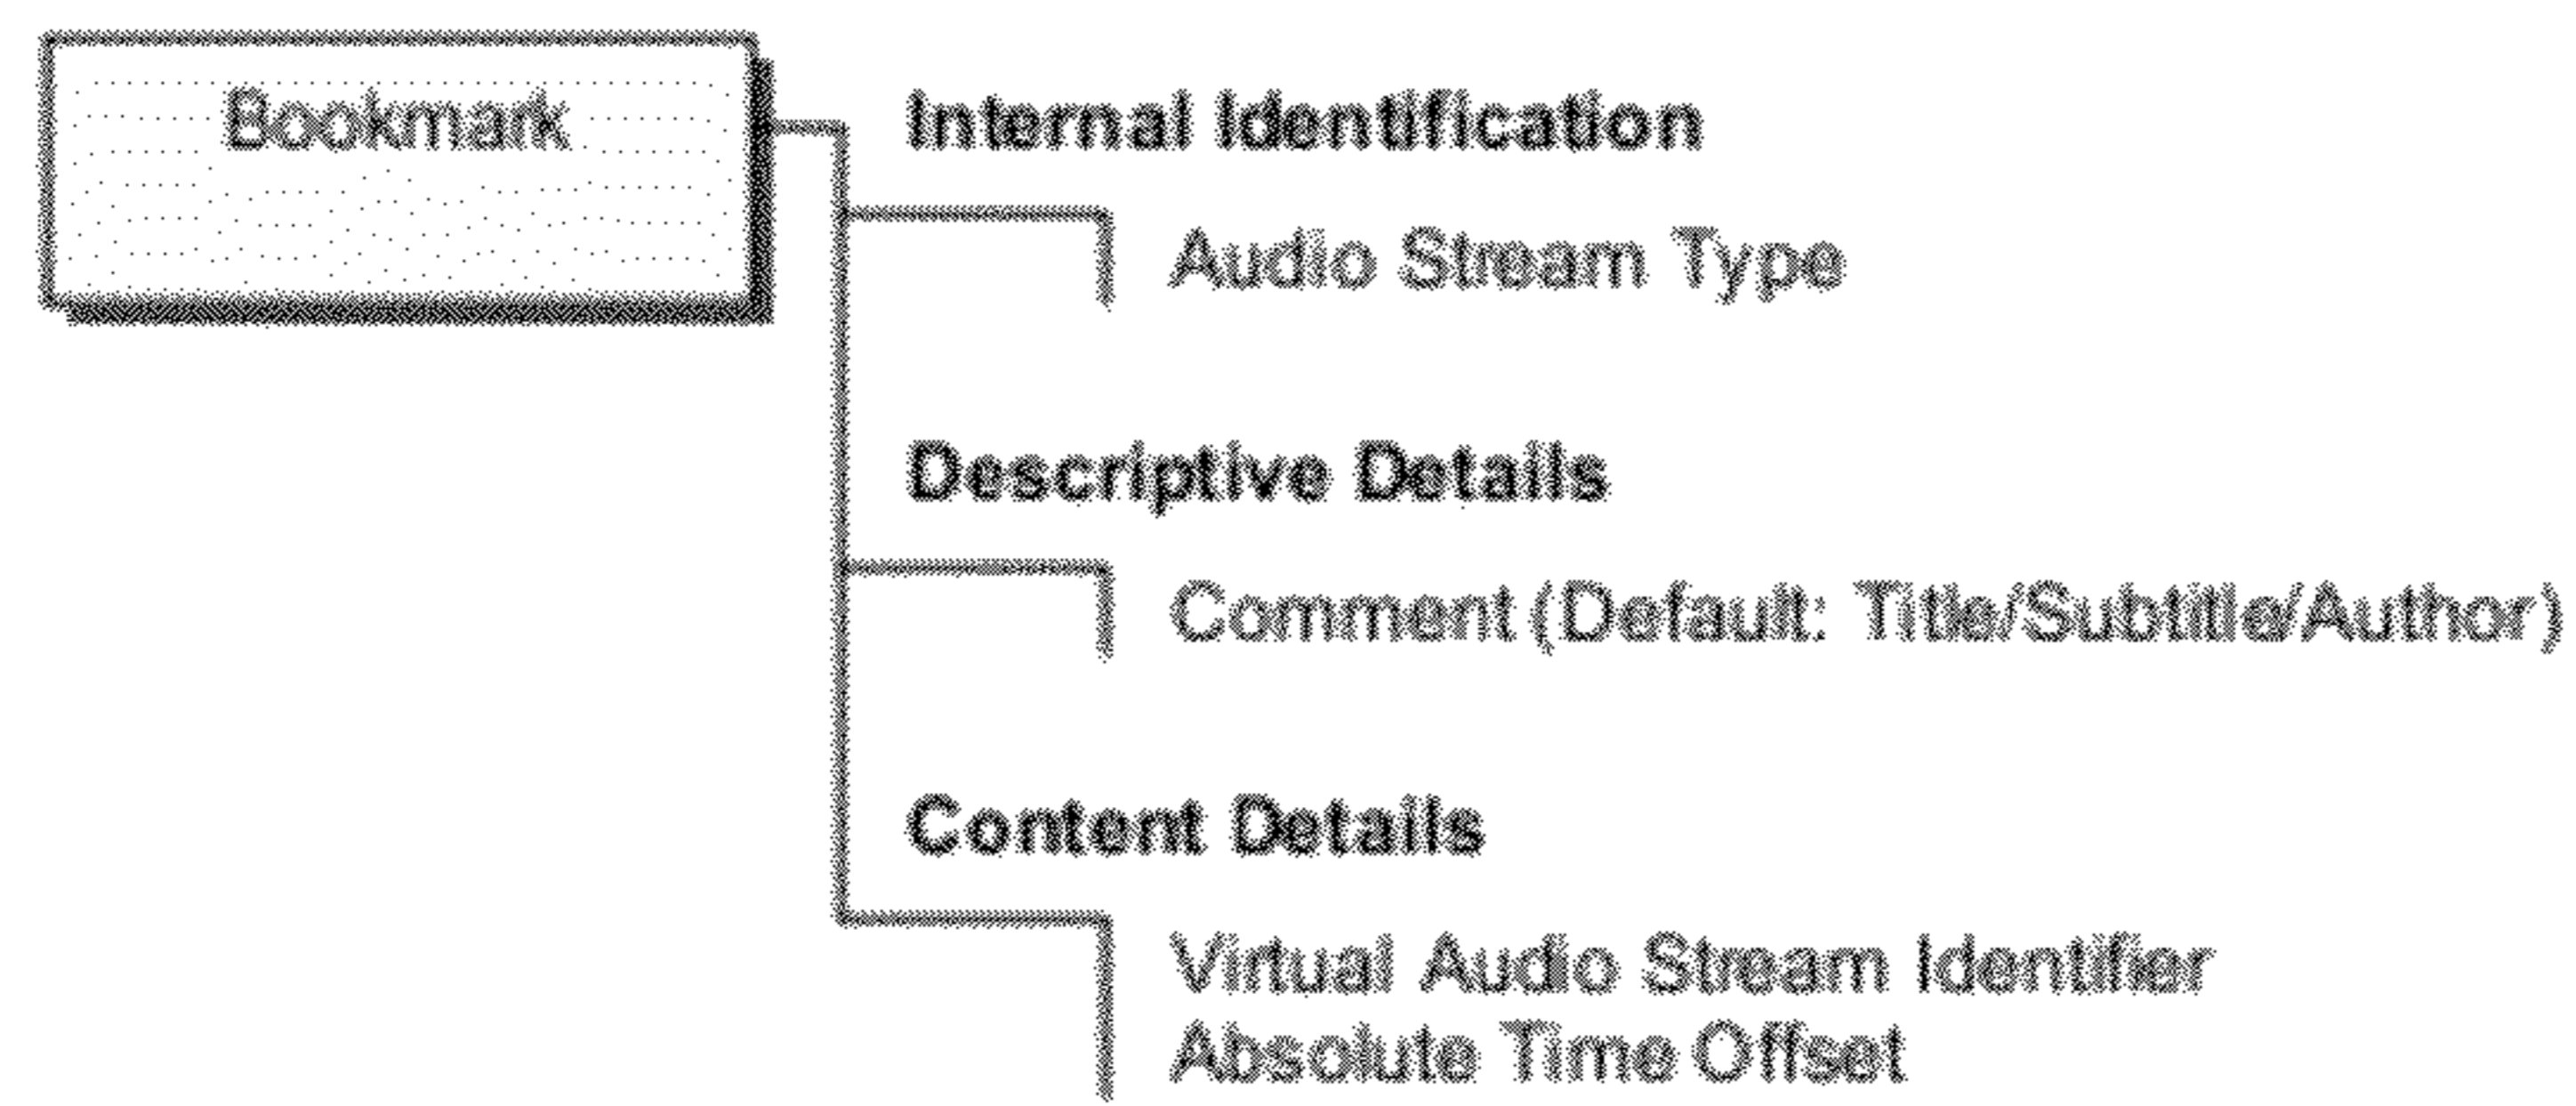 Bookmark
Internal Identification
Audio Stream Type
Descriptive Details
Comment (Default: Title/Subtitle/Author)
Content Details
Virtual Audio Stream Identifier
Absolute Time Offset